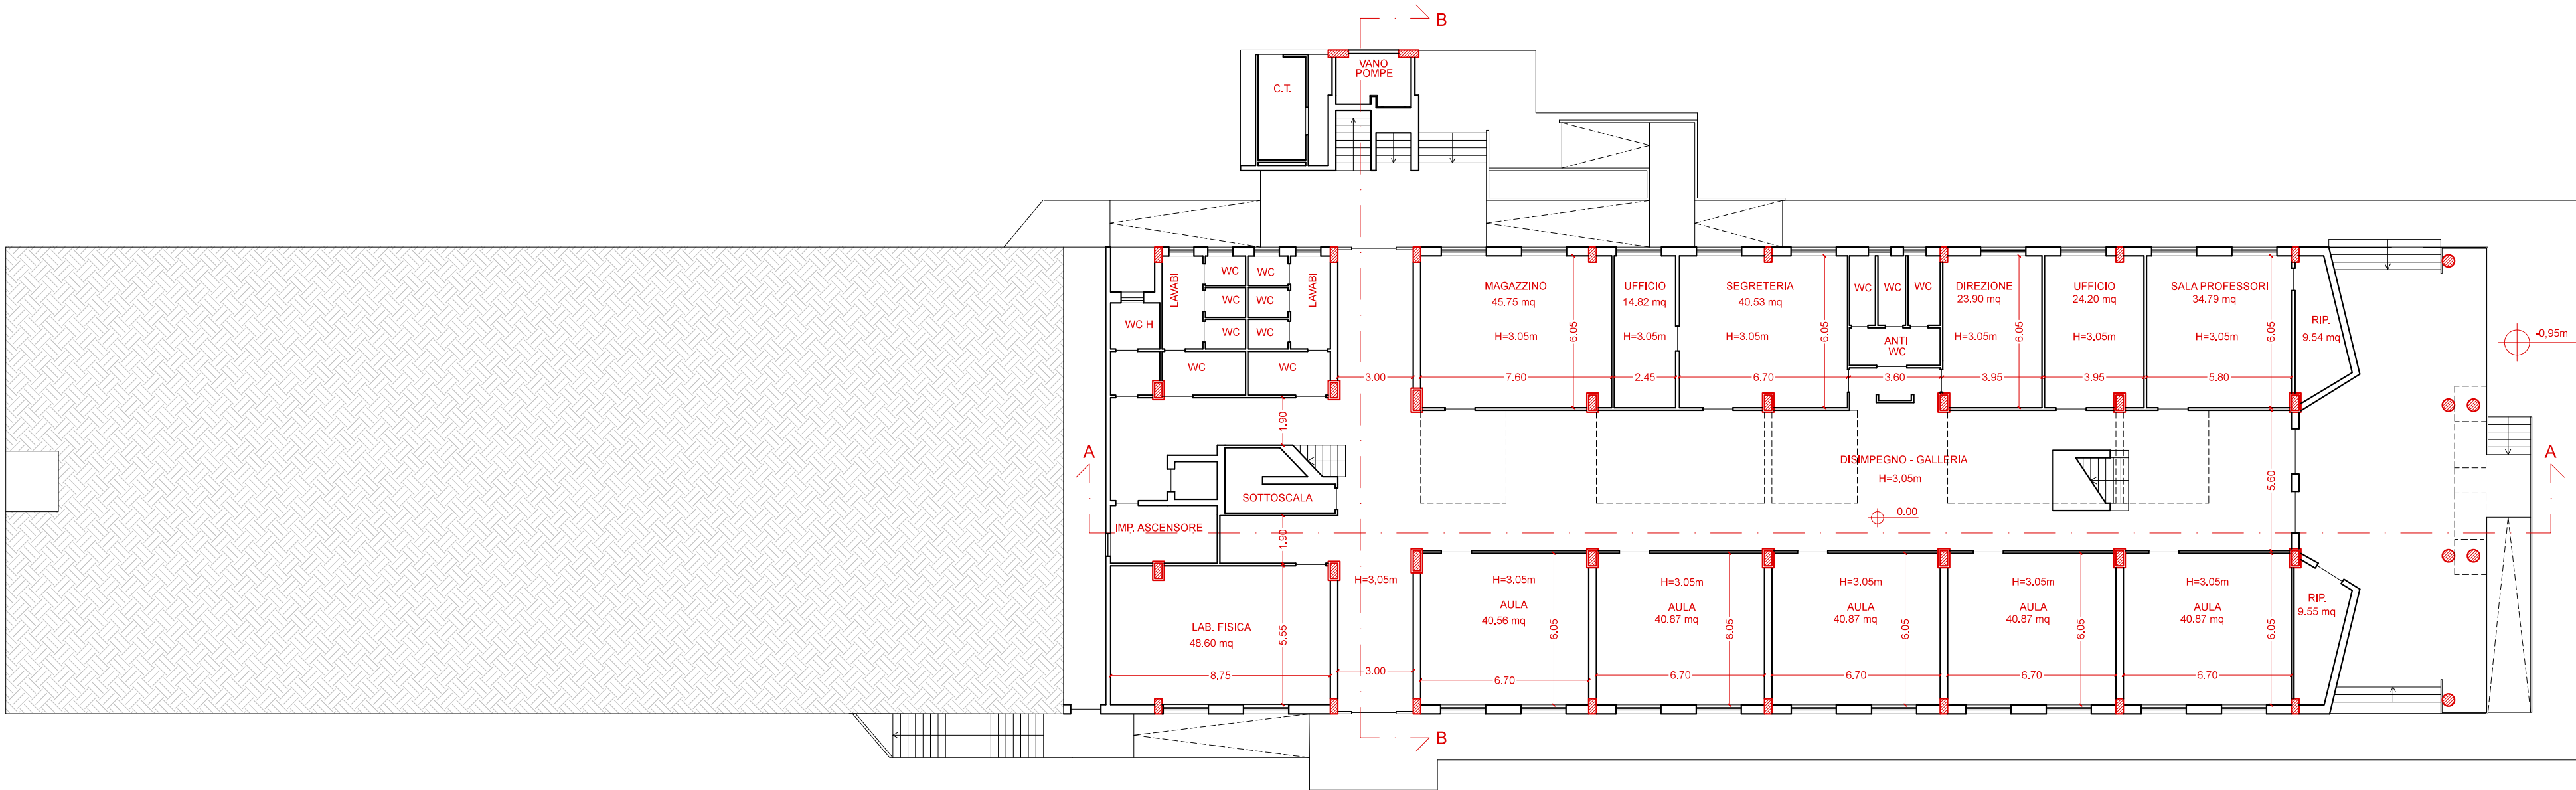 B
VANO
POMPE
C.T.
LAVABI
WC
WC
LAVABI
WC
WC
WC
WC
WC H
WC
WC
MAGAZZINO
45.75 mq
H=3.05m
6.05
UFFICIO
14.82 mq
H=3.05m
SEGRETERIA
40.53 mq
H=3.05m
6.05
WC
WC
WC
ANTI
WC
DIREZIONE
23.90 mq
H=3.05m
6.05
UFFICIO
24.20 mq
H=3.05m
SALA PROFESSORI
34.79 mq
H=3.05m
6.05
RIP.
9.54 mq
-0.95m
3.00
7.60
2.45
6.70
3.60
3.95
3.95
5.80
1.90
A
DISIMPEGNO - GALLERIA
H=3.05m
5.60
A
SOTTOSCALA
IMP. ASCENSORE
1.90
0.00
H=3.05m
LAB. FISICA
48.60 mq
5.55
8.75
3.00
H=3.05m
AULA
40.56 mq
6.05
6.70
H=3.05m
AULA
40.87 mq
6.05
6.70
H=3.05m
AULA
40.87 mq
6.05
6.70
H=3.05m
AULA
40.87 mq
6.05
6.70
H=3.05m
AULA
40.87 mq
6.05
6.70
RIP.
9.55 mq
B